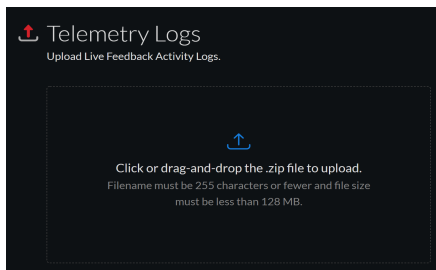 Telemetry Logs
Upload Live Feedback Activity Logs.
Click or drag-and-drop the .zip file to upload.
Filename must be 255 characters or fewer and file size
must be less than 128 MB.